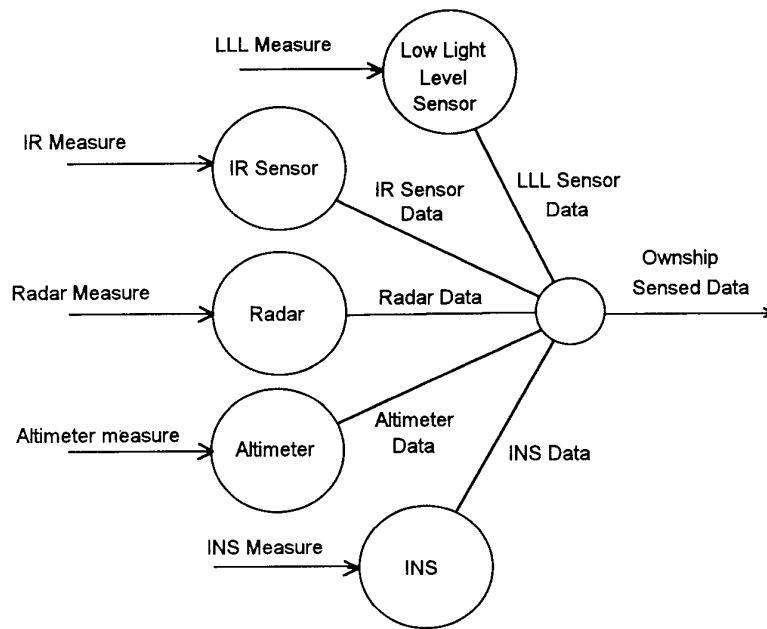 LLL Measure
Low Light
Level
Sensor
IR Measure
IR Sensor
IR Sensor
Data
LLL Sensor
Data
Ownship
Sensed Data
Radar Measure
Radar
Radar Data
Altimeter measure
Altimeter
Altimeter
Data
INS Data
INS Measure
INS